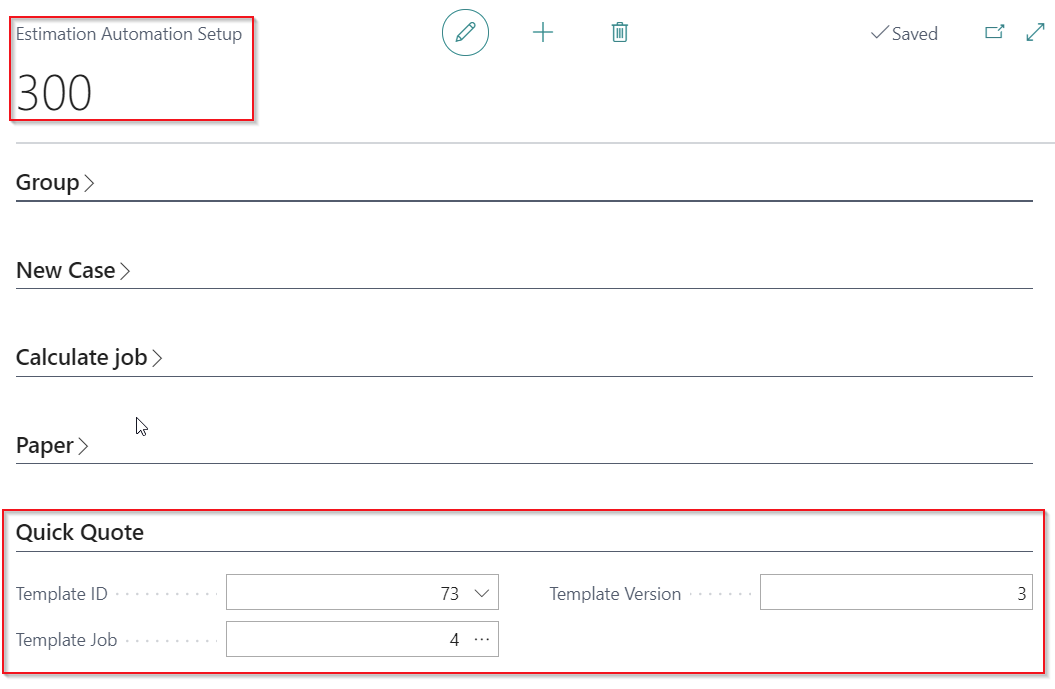 Estimation Automation Setup
Saved
300
Group
New Case
Calculate job
Paper
Quick Quote
Template ID 73 Template Version 3
Template Job 4